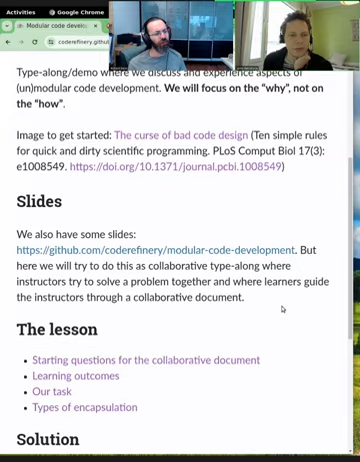 Activities
Google Chrome
Modular code develo
coderefinery.github
Type-along/demo where we discuss and experience aspects of
(un)modular code development. We will focus on the “why”, not on
the “how”.
Image to get started: The curse of bad code design (Ten simple rules
for quick and dirty scientific programming. PLoS Comput Biol 17(3):
e1008549. https://doi.org/10.1371/journal.pcbi.1008549)
Slides
We also have some slides:
https://github.com/coderefinery/modular-code-development. But
here we will try to do this as collaborative type-along where
instructors try to solve a problem together and where learners guide
the instructors through a collaborative document.
The lesson
Starting questions for the collaborative document
Learning outcomes
Our task
Types of encapsulation
Solution